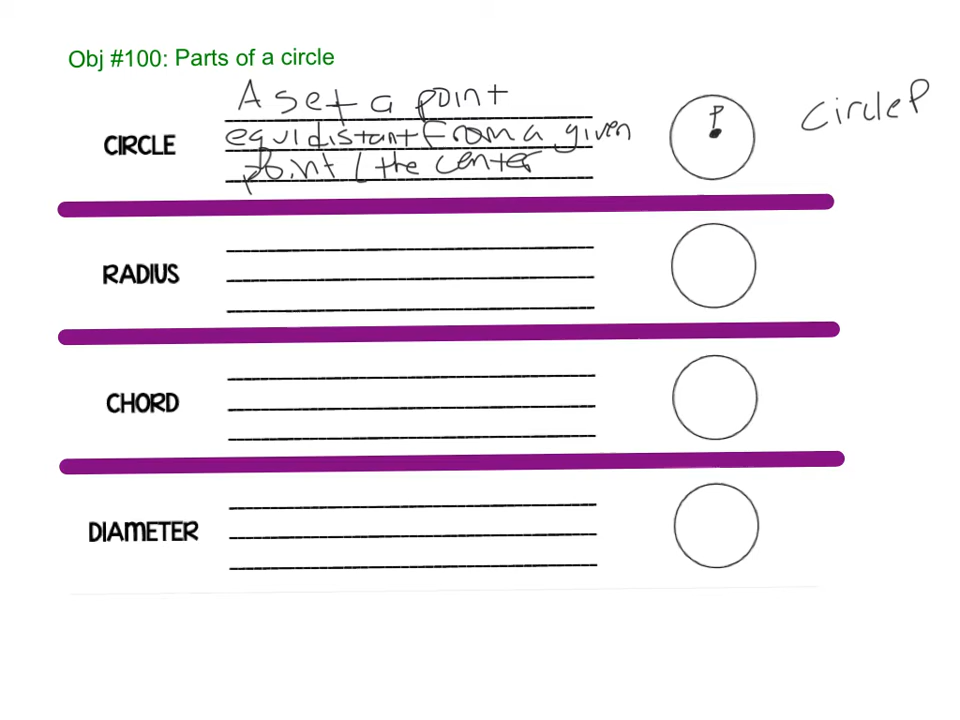 Obj #100: Parts of a circle
CIRCLE
A set a point
equidistant from a given
point / the center
P
circle P
RADIUS
CHORD
DIAMETER